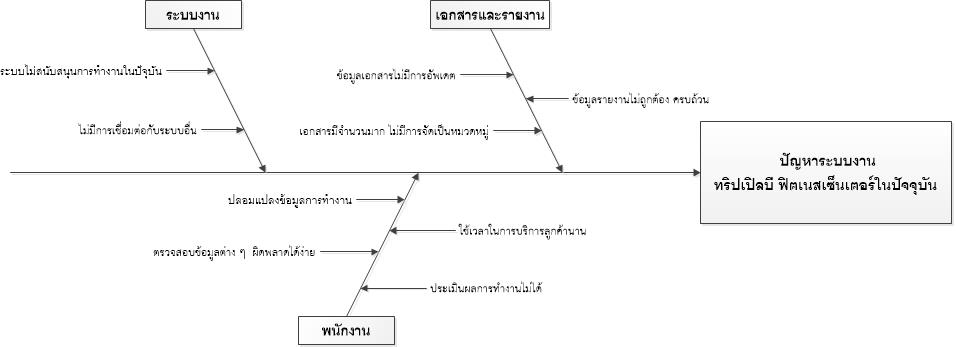 ระบบงาน
เอกสารและรายงาน
ระบบไม่สนับสนุนการทำงานในปัจุบัน
ข้อมูลเอกสารไม่มีการอัพเดต
ข้อมูลรายงานไม่ถูกต้อง ครบถ้วน
ไม่มีการเชื่อมต่อกับระบบอื่น
เอกสารมีจำนวนมาก ไม่มีการจัดเป็นหมวดหมู่
ปัญหาระบบงาน
ทริปเปิลบี ฟิตเนสเซ็นเตอร์ในปัจจุบัน
ปลอมแปลงข้อมูลการทำงาน
ใช้เวลาในการบริการลูกค้านาน
ตรวจสอบข้อมูลต่าง ๆ ผิดพลาดได้ง่าย
ประเมินผลการทำงานไม่ได้
พนักงาน